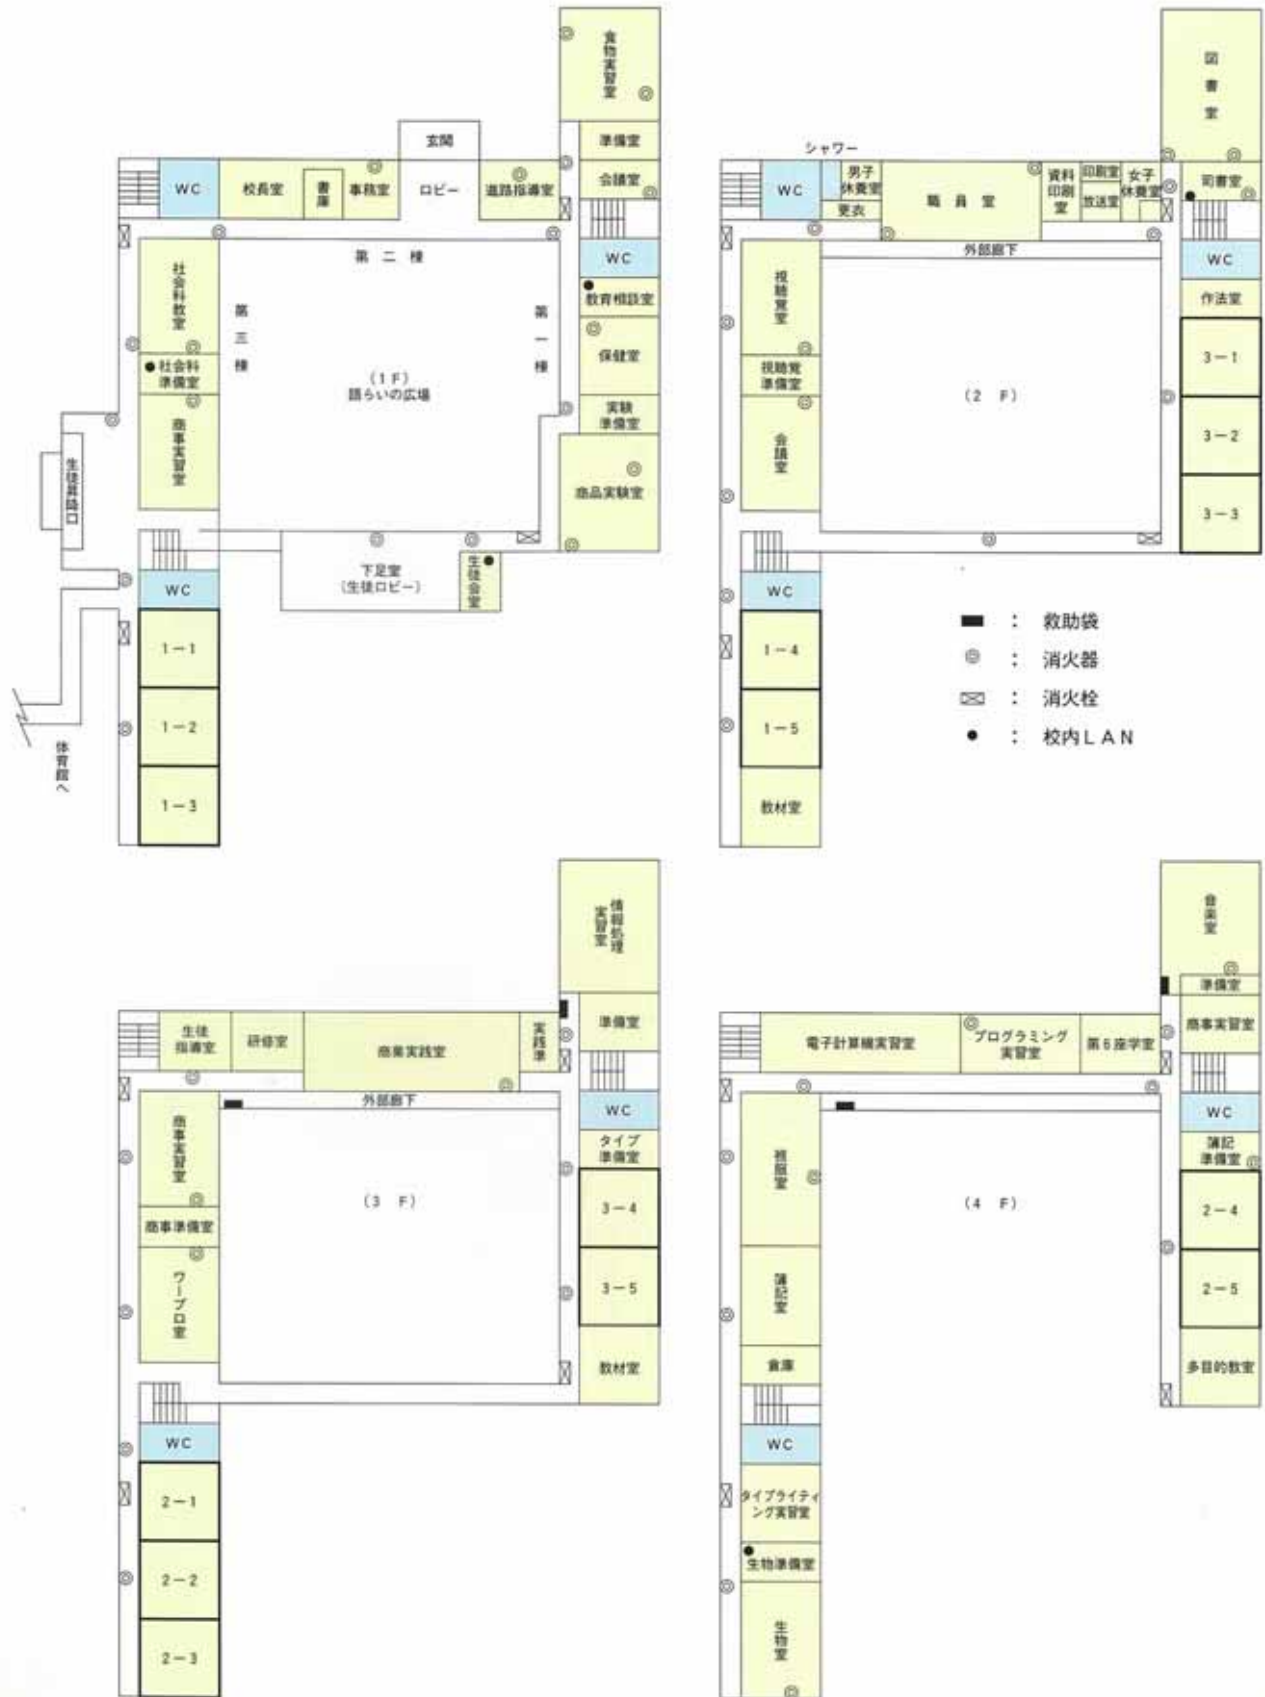 食物実習室
準備室
会議室
玄関
WC
校長室
書庫
事務室
ロビー
進路指導室
第二棟
WC
社会科教室
第三棟
第一棟
教育相談室
保健室
社会科
準備室
(1F)
語らいの広場
実験
準備室
商事実習室
商品実験室
生徒昇降口
下足室
(生徒ロビー)
生徒会室
WC
1-1
1-2
1-3
体育館へ
図書室
シャワー
WC
男子
休養室
更衣
職員室
資料
印刷
室
印刷室
放送室
女子
休養室
司書室
外部廊下
WC
作法室
視聴覚室
視聴覚
準備室
会議室
(2 F)
3-1
3-2
3-3
WC
1-4
1-5
教材室
: 救助袋
: 消火器
: 消火栓
: 校内LAN
情報処理
実習室
準備室
生徒
指導室
研修室
商業実践室
実践準
外部廊下
WC
タイプ
準備室
商事実習室
商事準備室
ワープロ室
(3 F)
3-4
3-5
教材室
WC
2-1
2-2
2-3
音楽室
準備室
商事実習室
電子計算機実習室
プログラミング
実習室
第6座学室
WC
簿記
準備室
簿記室
倉庫
(4 F)
2-4
2-5
多目的教室
WC
タイプライティ
ング実習室
生物準備室
生物室